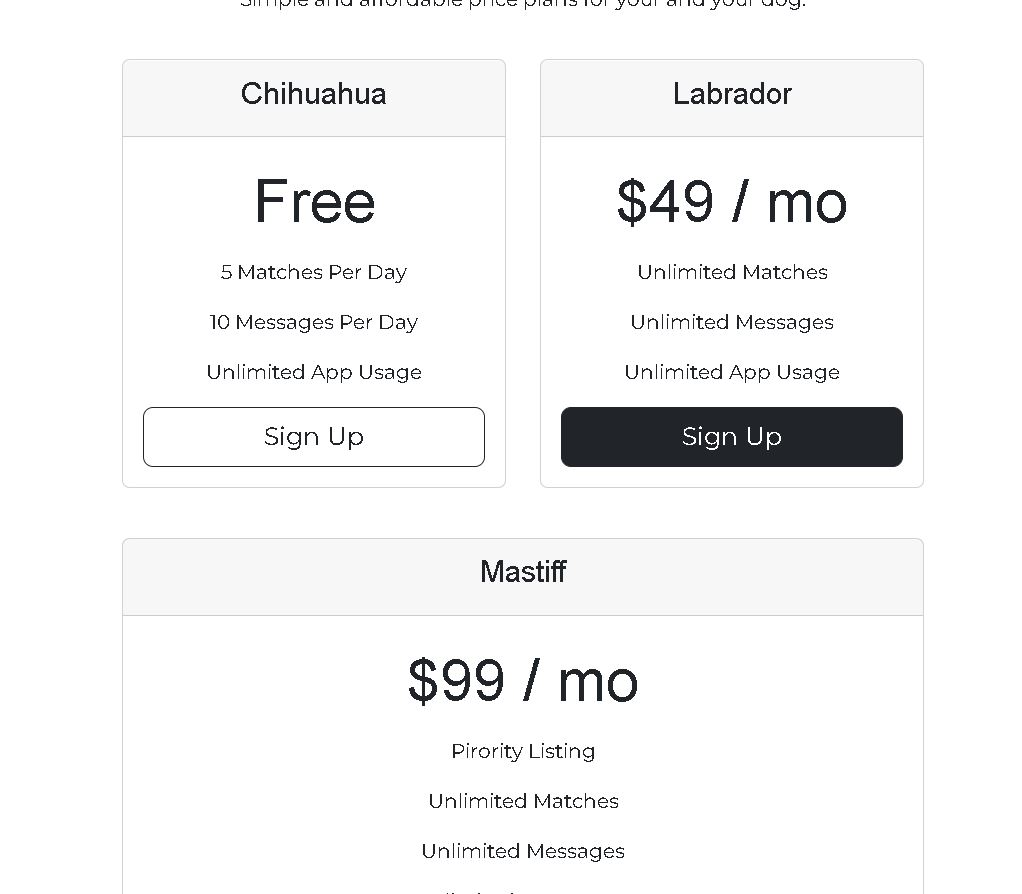 Simple and affordable price plans for your and your dog.
Chihuahua
Free
5 Matches Per Day
10 Messages Per Day
Unlimited App Usage
Sign Up
Labrador
$49 / mo
Unlimited Matches
Unlimited Messages
Unlimited App Usage
Sign Up
Mastiff
$99 / mo
Pirority Listing
Unlimited Matches
Unlimited Messages